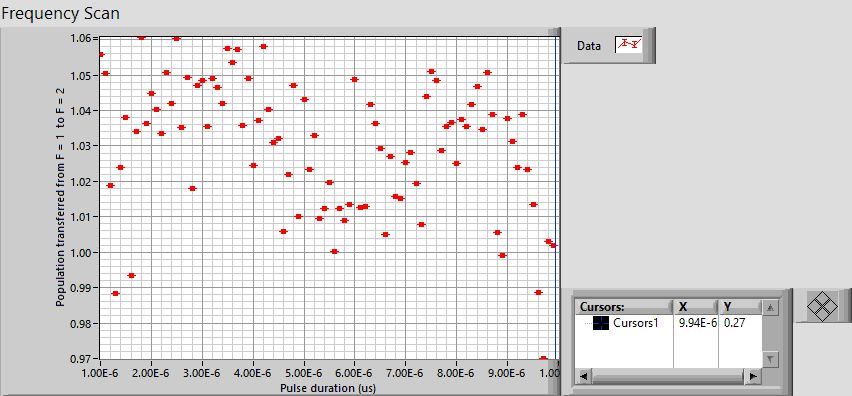 Frequency Scan
Population transferred from F = 1 to F = 2
1.06
1.05
1.04
1.03
1.02
1.01
1.00
0.99
0.98
0.97
1.00E-6 2.00E-6 3.00E-6 4.00E-6 5.00E-6 6.00E-6 7.00E-6 8.00E-6 9.00E-6 1.00
Pulse duration (us)
Data
Cursors: X Y
Cursors1 9.94E-6 0.27